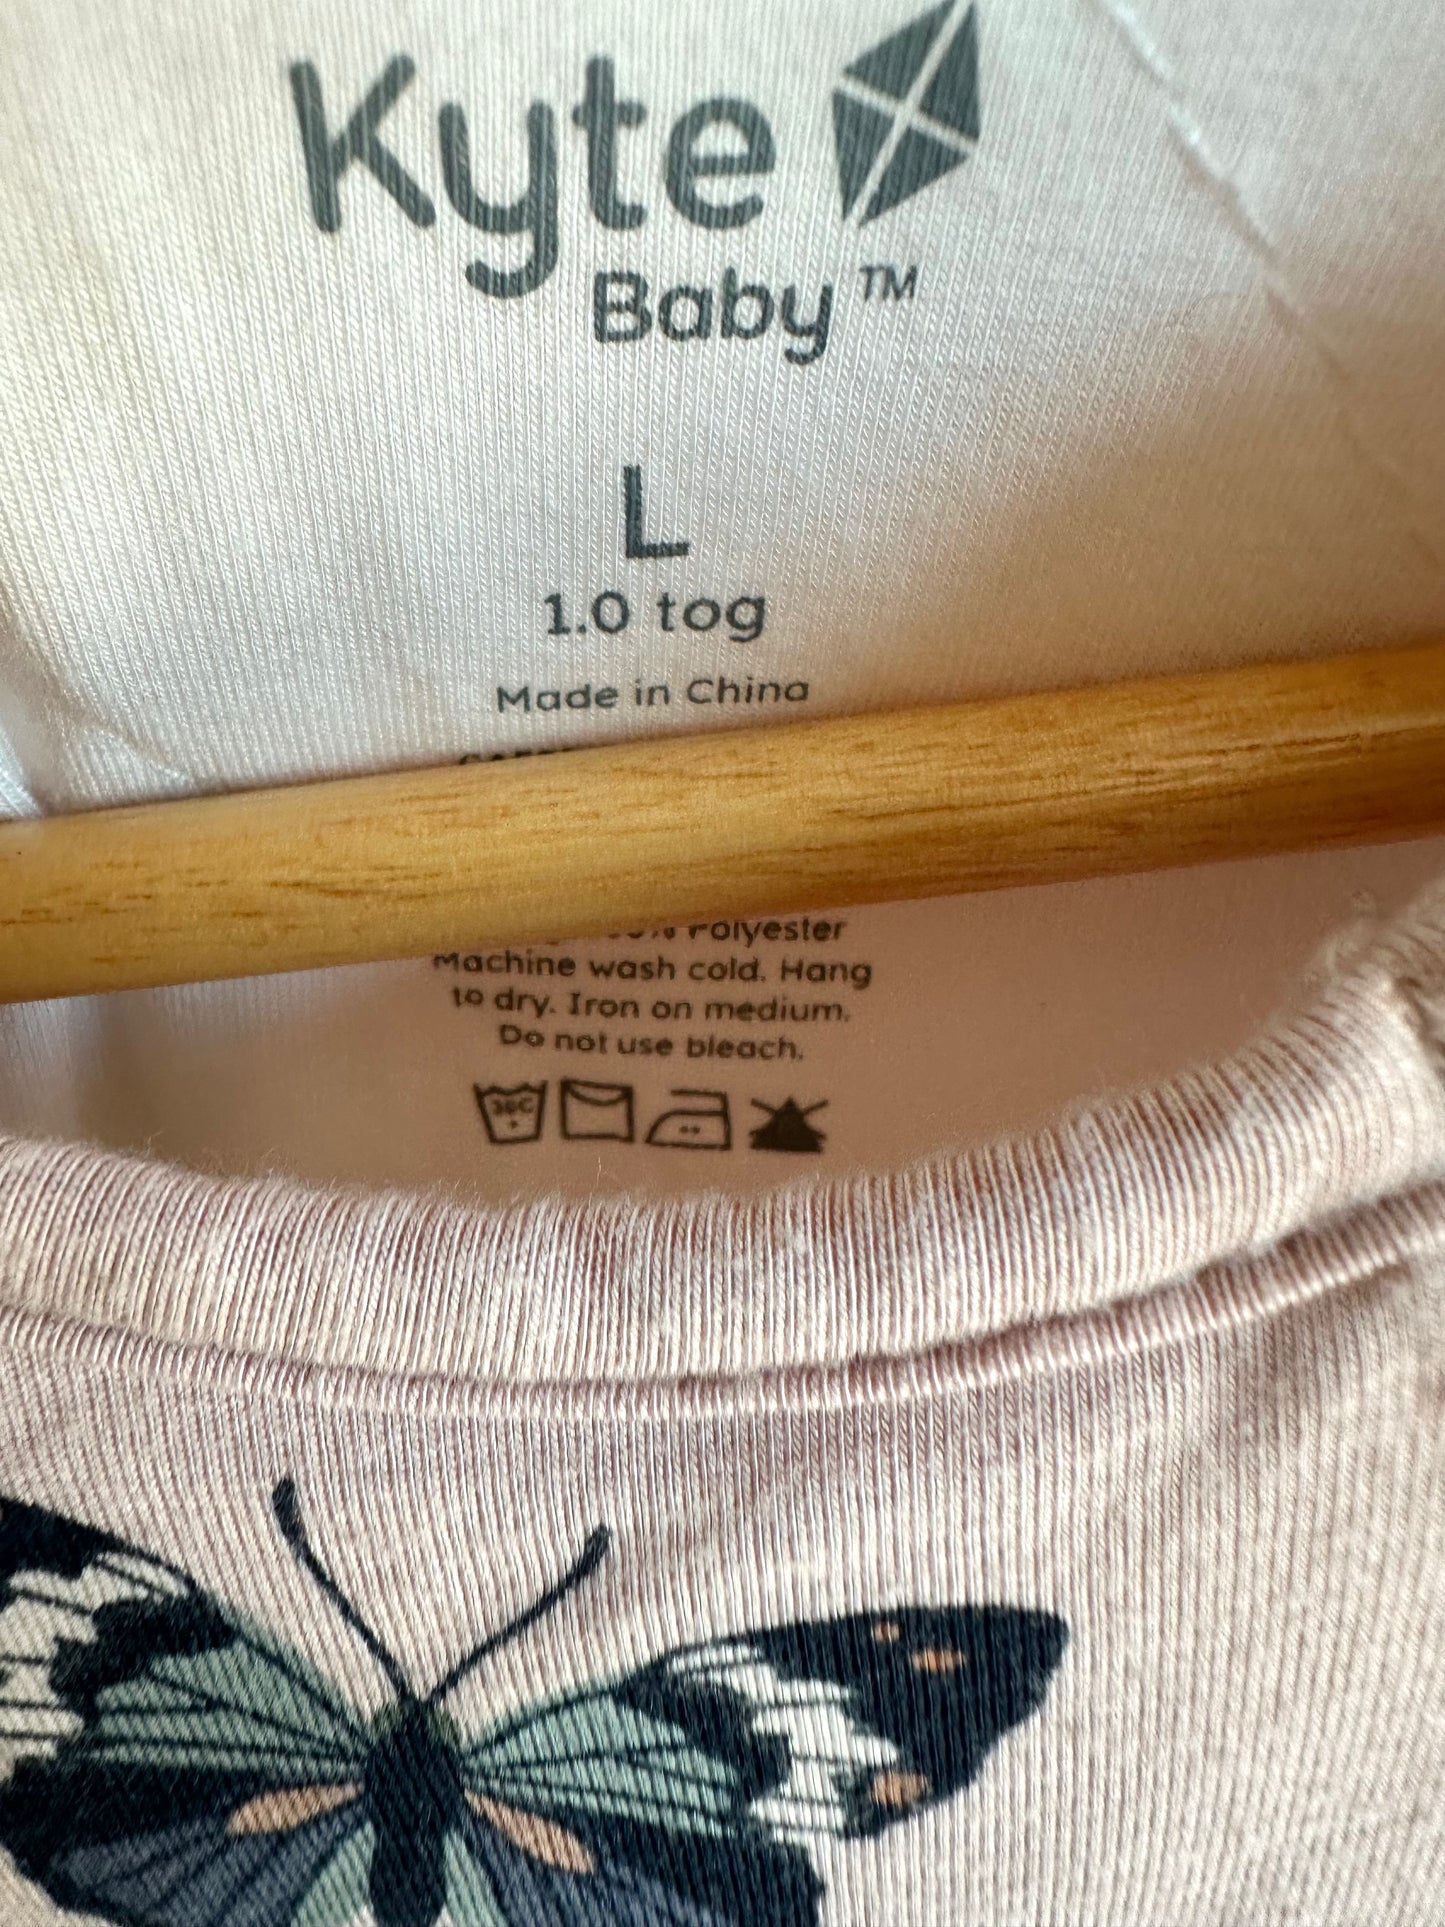 Kyte
Baby™
L
1.0 tog
Made in China
Polyester
Machine wash cold. Hang
to dry. Iron on medium.
Do not use bleach.
30C